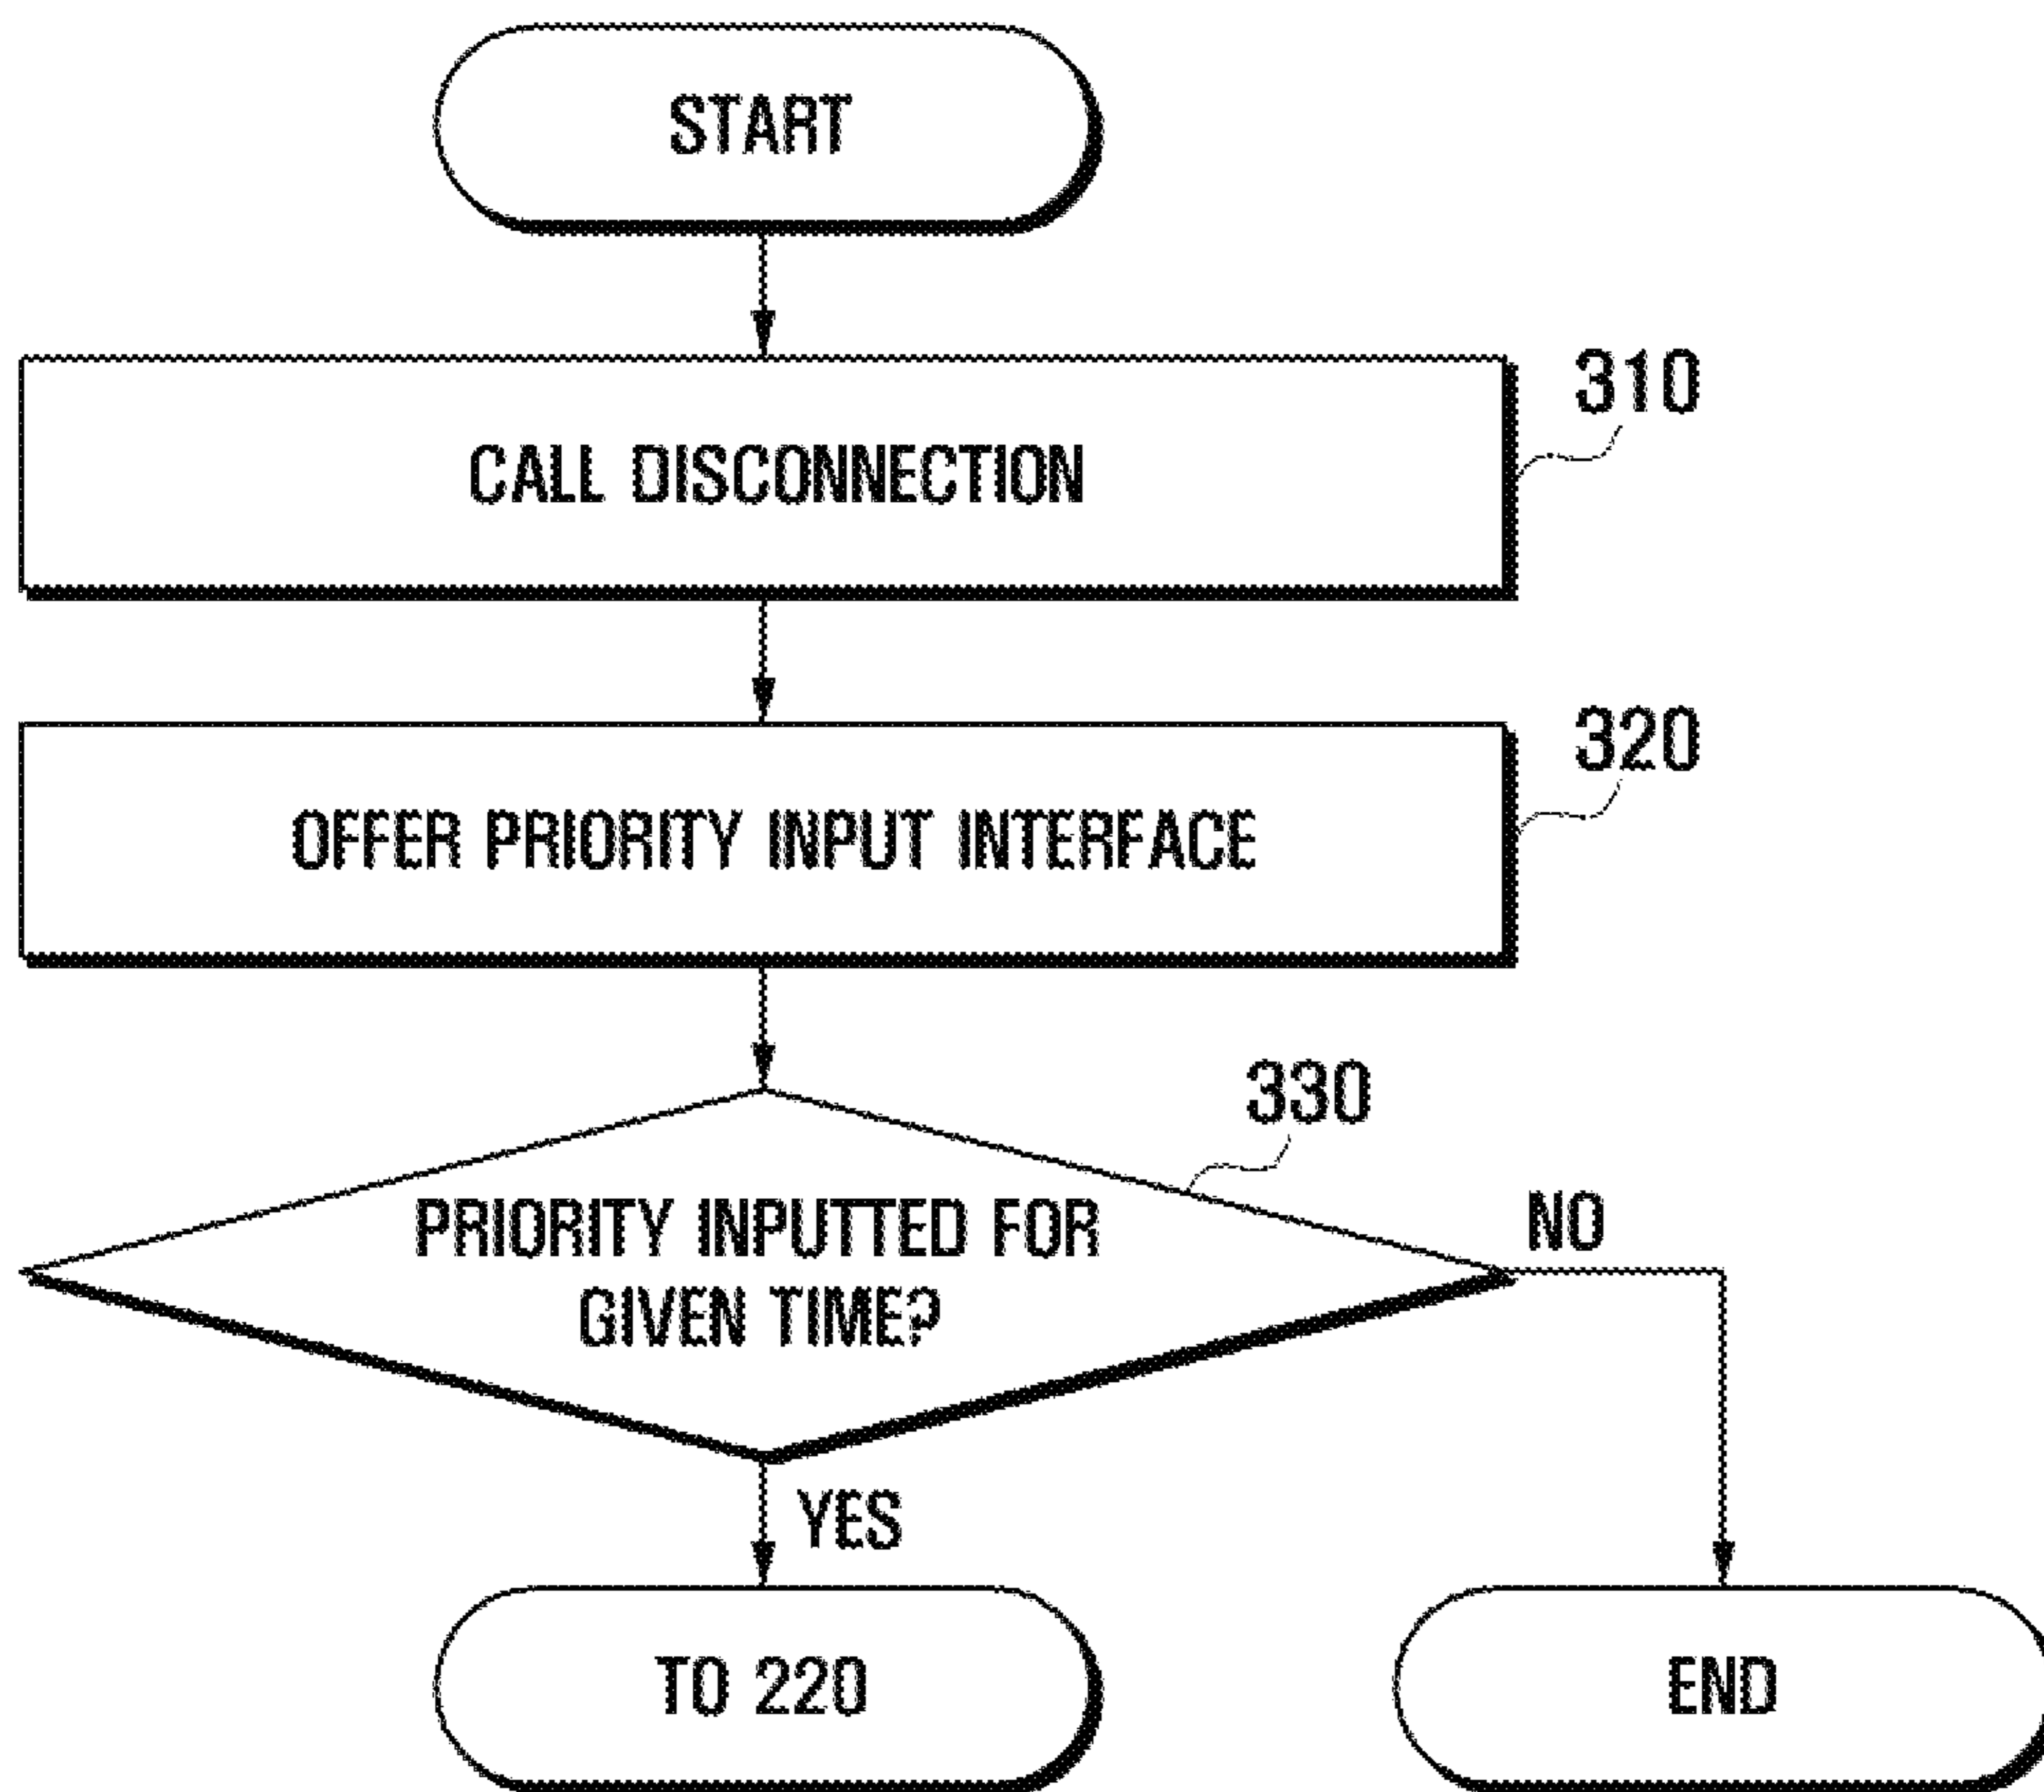 START
310
CALL DISCONNECTION
320
OFFER PRIORITY INPUT INTERFACE
330
PRIORITY INPUTTED FOR
GIVEN TIME?
NO
YES
TO 220
END